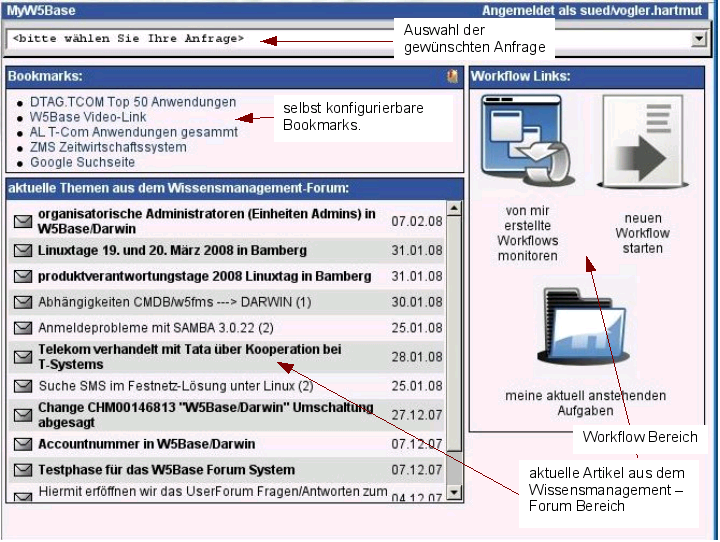 MyW5Base
Angemeldet als sued/vogler.hartmut
<bitte wählen Sie Ihre Anfrage>
Auswahl der
gewünschten Anfrage
Bookmarks:
DTAG.TCOM Top 50 Anwendungen
W5Base Video-Link
AL T-Com Anwendungen gesammt
ZMS Zeitwirtschaftssystem
Google Suchseite
selbst konfigurierbare
Bookmarks.
aktuelle Themen aus dem Wissensmanagement-Forum:
organisatorische Administratoren (Einheiten Admins) in
W5Base/Darwin
07.02.08
Linuxtage 19. und 20. März 2008 in Bamberg
31.01.08
produktverantwortungstage 2008 Linuxtag in Bamberg
31.01.08
Abhängigkeiten CMDB/w5fms ---> DARWIN (1)
30.01.08
Anmeldeprobleme mit SAMBA 3.0.22 (2)
25.01.08
Telekom verhandelt mit Tata über Kooperation bei
T-Systems
28.01.08
Suche SMS im Festnetz-Lösung unter Linux (2)
25.01.08
Change CHM00146813 "W5Base/Darwin" Umschaltung
abgesagt
27.12.07
Accountnummer in W5Base/Darwin
07.12.07
Testphase für das W5Base Forum System
07.12.07
Hiermit erföffnen wir das UserForum Fragen/Antworten zum
04.12.07
Workflow Links:
von mir
erstellte
Workflows
monitoren
neuen
Workflow
starten
meine aktuell anstehenden
Aufgaben
Workflow Bereich
aktuelle Artikel aus dem
Wissensmanagement –
Forum Bereich